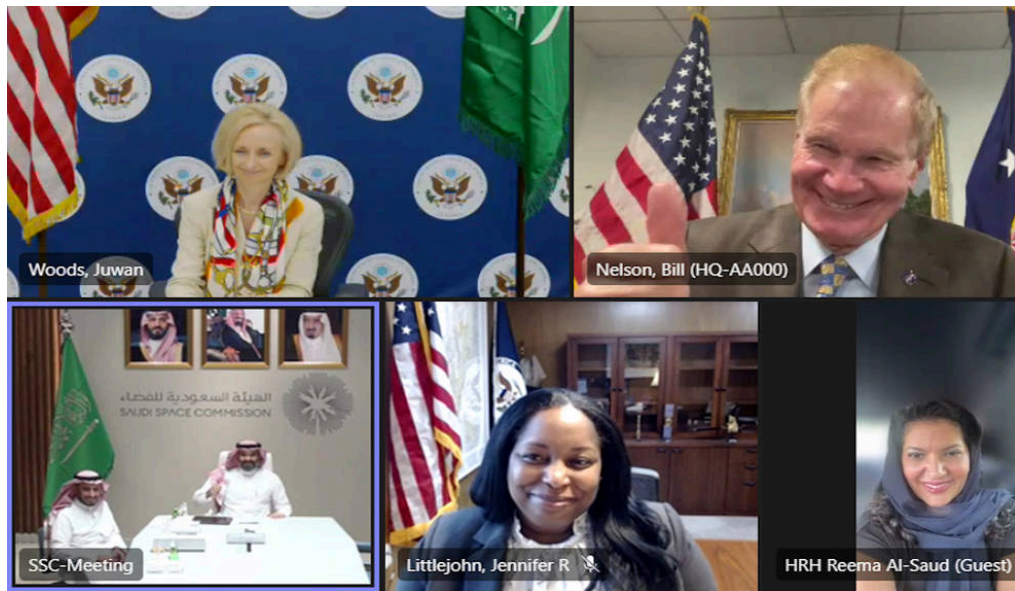 Woods, Juwan
Nelson, Bill (HQ-AA000)
الهيئة السعودية للفضاء
SAUDI SPACE COMMISSION
SSC-Meeting
Littlejohn, Jennifer R
HRH Reema Al-Saud (Guest)